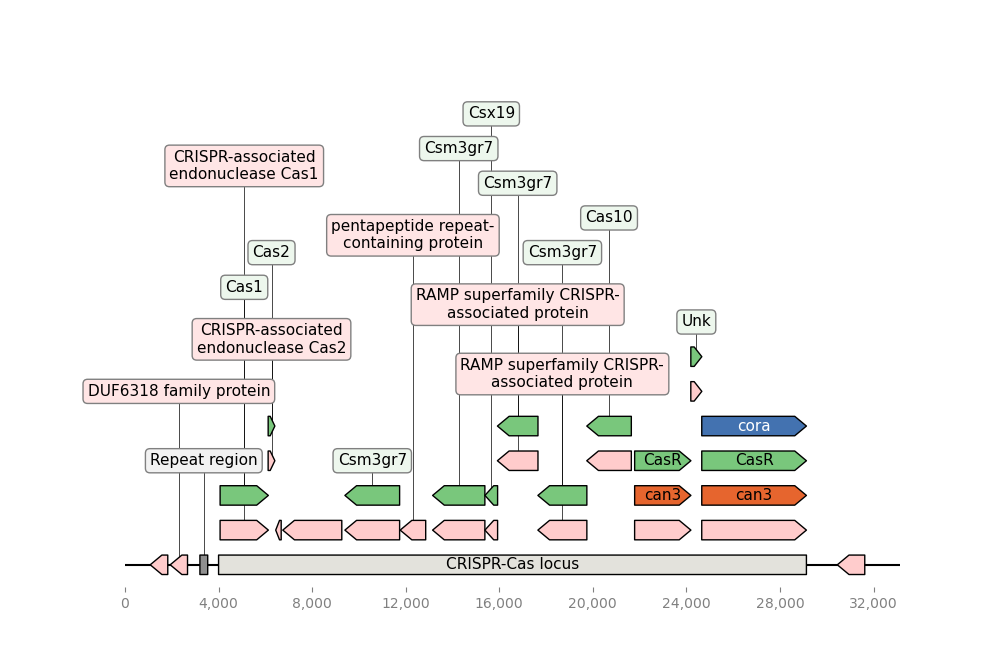 Csx19
Csm3gr7
CRISPR-associated
endonuclease Cas1
Csm3gr7
Cas10
pentapeptide repeat-
containing protein
Cas2
Csm3gr7
Cas1
RAMP superfamily CRISPR-
associated protein
Unk
CRISPR-associated
endonuclease Cas2
RAMP superfamily CRISPR-
associated protein
DUF6318 family protein
cora
Repeat region
Csm3gr7
CasR
CasR
can3
can3
CRISPR-Cas locus
0 4,000 8,000 12,000 16,000 20,000 24,000 28,000 32,000